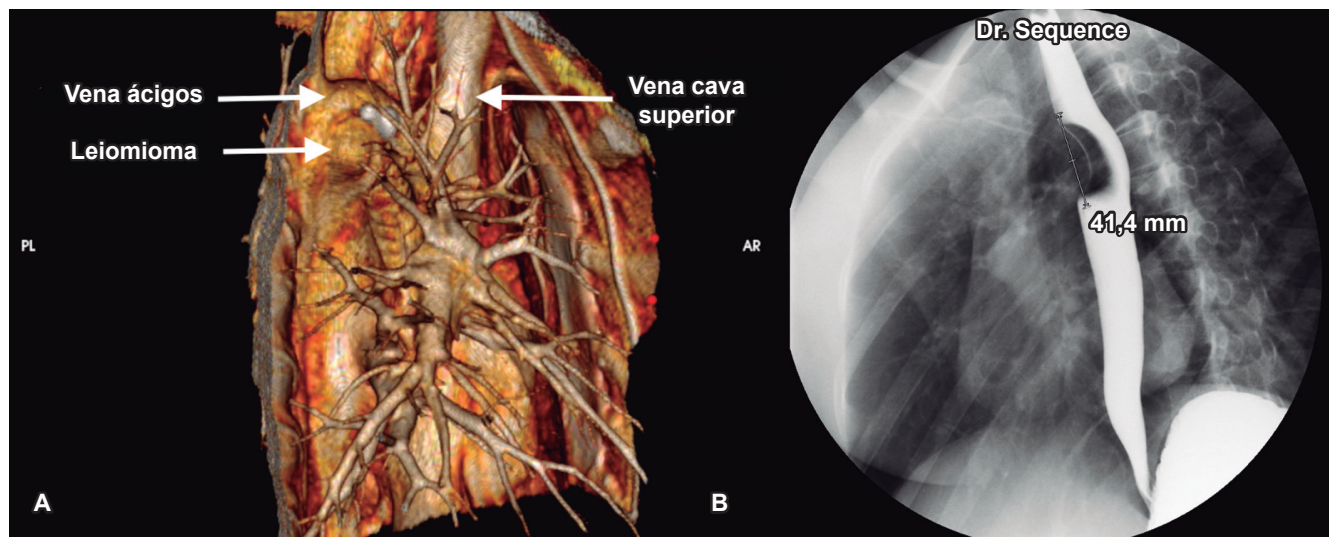 Vena ácigos
Leiomioma
Vena cava
superior
PL
A
Dr. Sequence
AR
41,4 mm
B